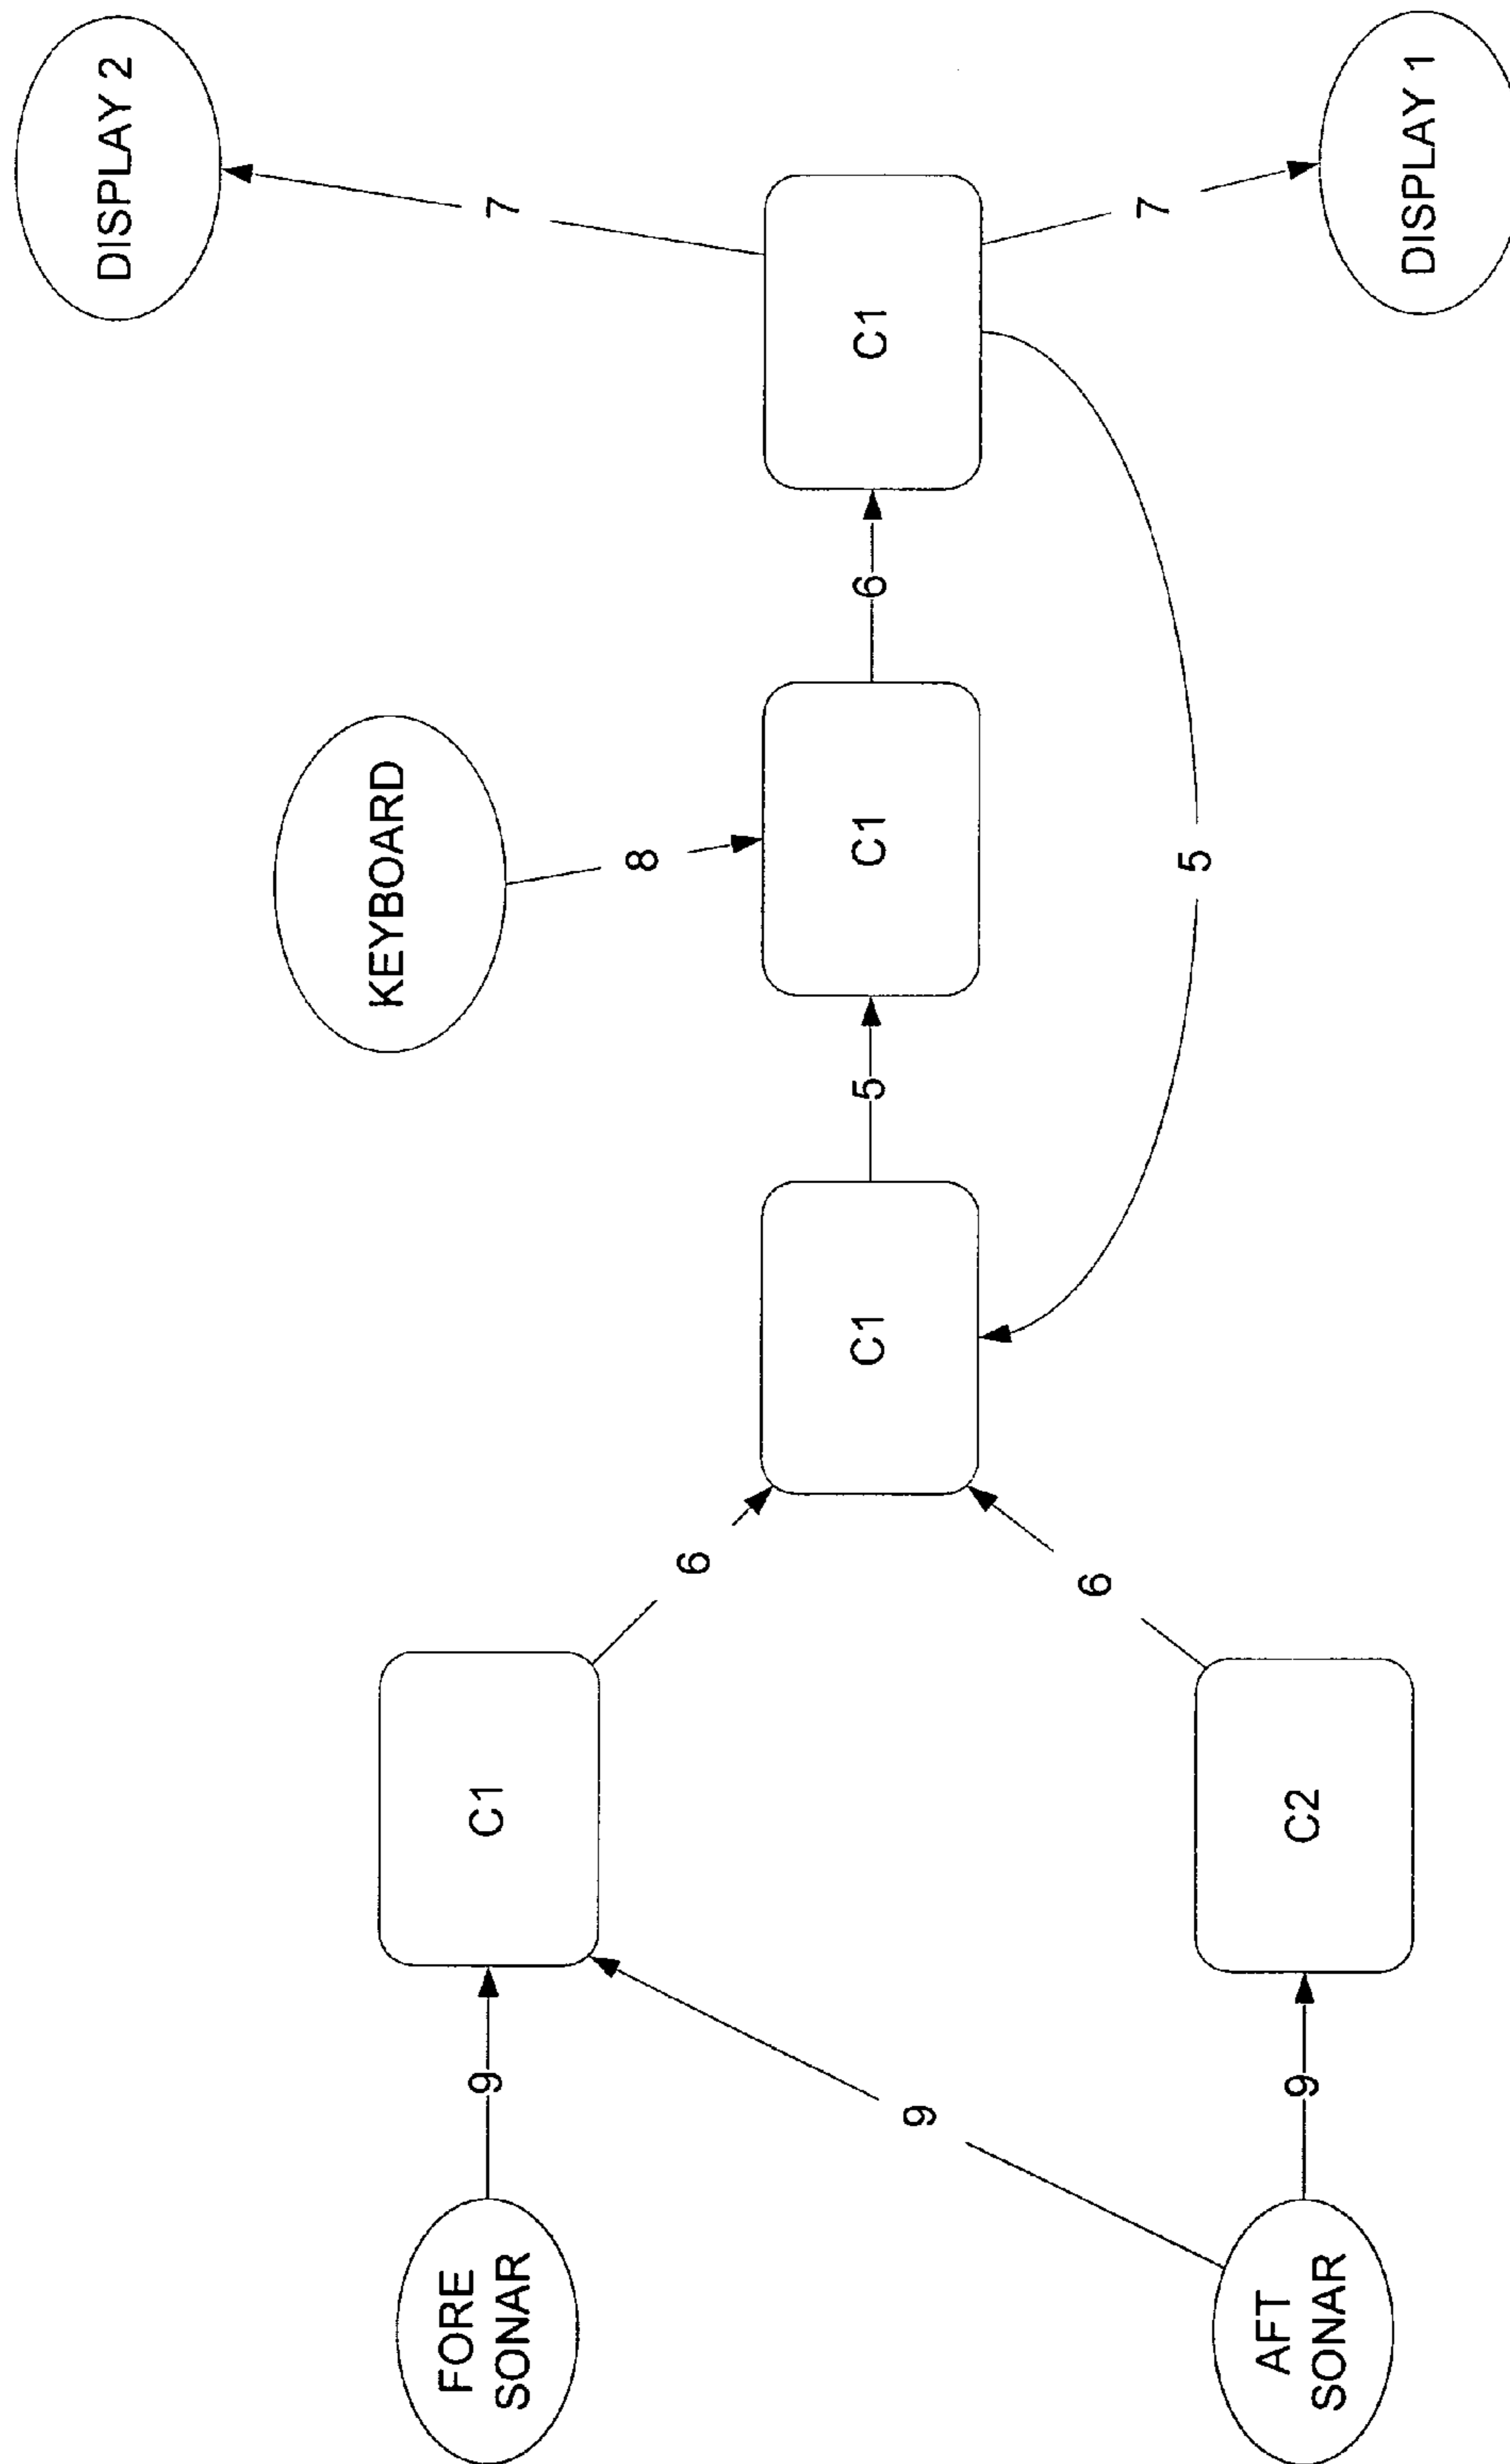 DISPLAY 2
KEYBOARD
FORE
SONAR
9
C1
7
8
6
C1
5
C1
6
C1
9
6
7
5
AFT
SONAR
9
C2
DISPLAY 1